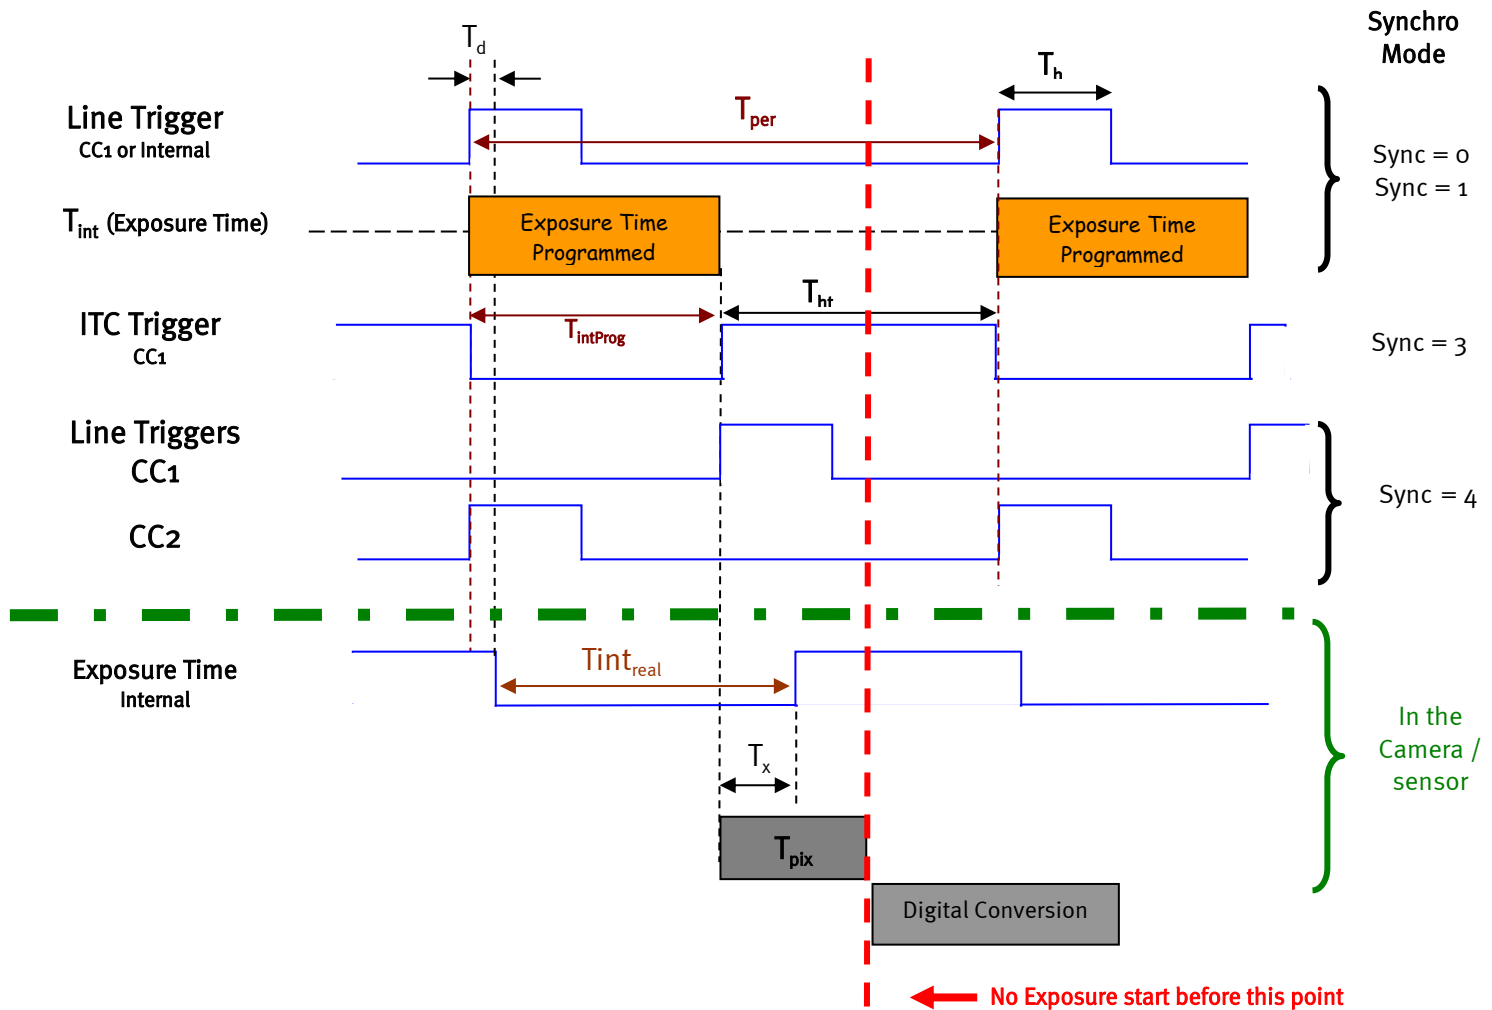 Synchro
Mode
Td
Th
Line Trigger
CC1 or Internal
Tper
Sync = 0
Sync = 1
Tint (Exposure Time)
Exposure Time
Programmed
Exposure Time
Programmed
ITC Trigger
CC1
TintProg
Tht
Sync = 3
Line Triggers
CC1
CC2
Sync = 4
Exposure Time
Internal
Tintreal
Tx
In the
Camera /
sensor
Tpix
Digital Conversion
No Exposure start before this point